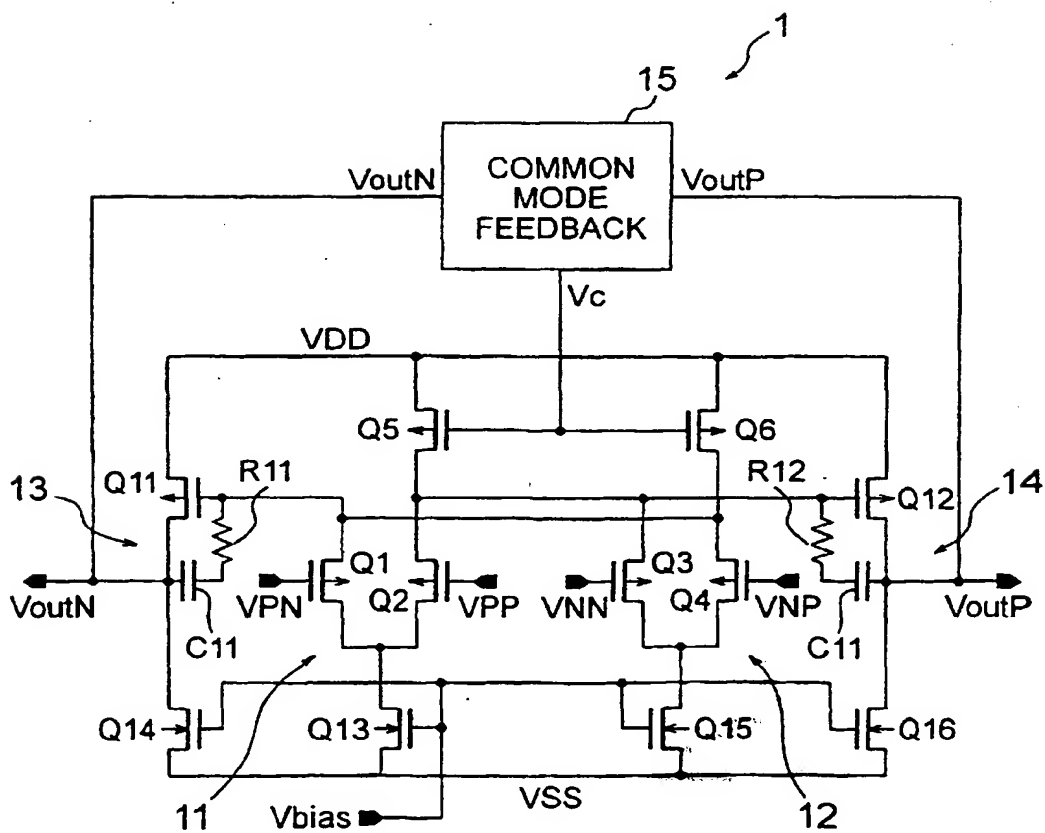 1
15
VoutN
COMMON
MODE
FEEDBACK
VoutP
Vc
VDD
Q5
Q6
13
Q11
R11
R12
Q12
14
Q1
Q2
Q3
Q4
VoutN
C11
VPN
VPP
VNN
VNP
C11
VoutP
Q14
Q13
Q15
Q16
11
Vbias
VSS
12